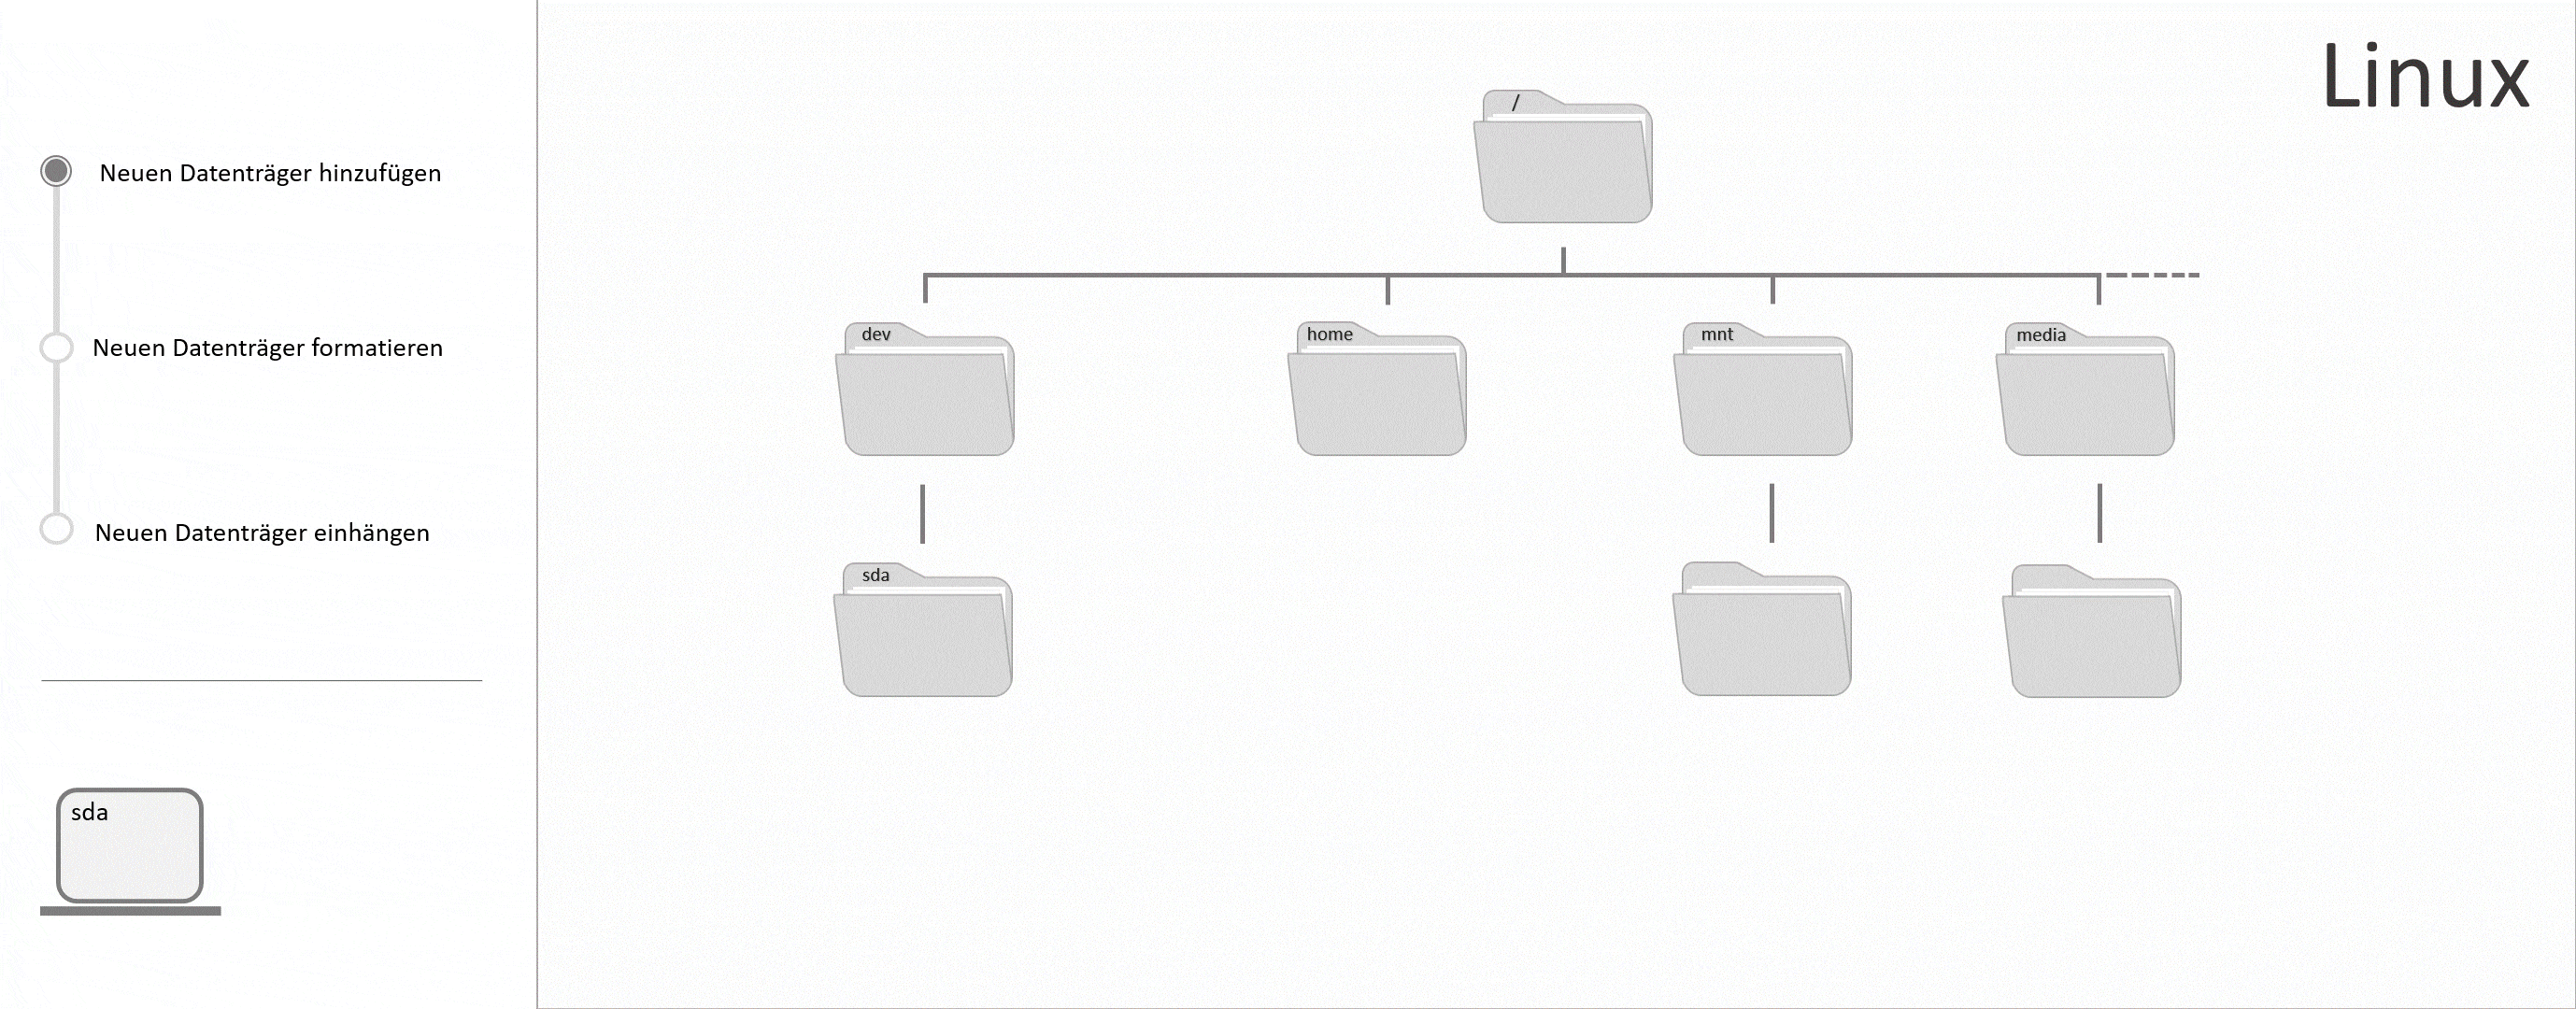 Linux
Neuen Datenträger hinzufügen
Neuen Datenträger formatieren
Neuen Datenträger einhängen
sda
/
dev
home
mnt
media
sda